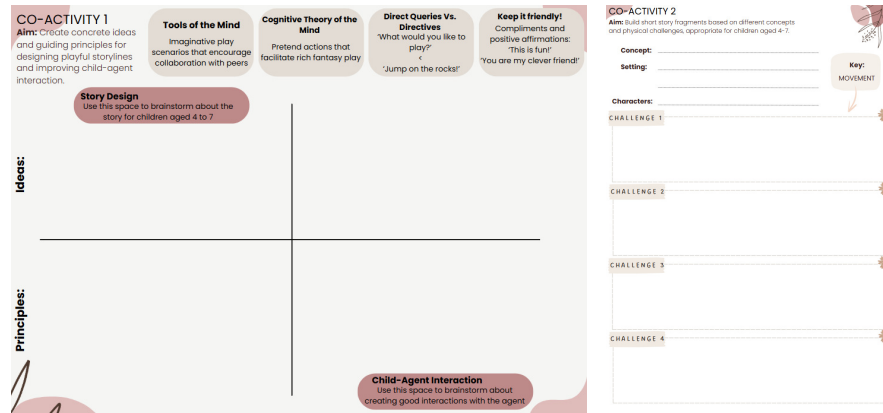 CO-ACTIVITY 1
Aim: Create concrete ideas
and guiding principles for
designing playful storylines
and improving child-agent
interaction.
Tools of the Mind
Imaginative play
scenarios that encourage
collaboration with peers
Cognitive Theory of the
Mind
Pretend actions that
facilitate rich fantasy play
Direct Queries Vs.
Directives
'What would you like to
play?'
<
'Jump on the rocks!'
Keep it friendly!
Compliments and
positive affirmations:
'This is fun!'
'You are my clever friend!'
Story Design
Use this space to brainstorm about the
story for children aged 4 to 7
Ideas:
Principles:
Child-Agent Interaction
Use this space to brainstorm about
creating good interactions with the agent
CO-ACTIVITY 2
Aim: Build short story fragments based on different concepts
and physical challenges, appropriate for children aged 4-7.
Concept:
Setting:
Characters:
Key:
MOVEMENT
CHALLENGE 1
CHALLENGE 2
CHALLENGE 3
CHALLENGE 4